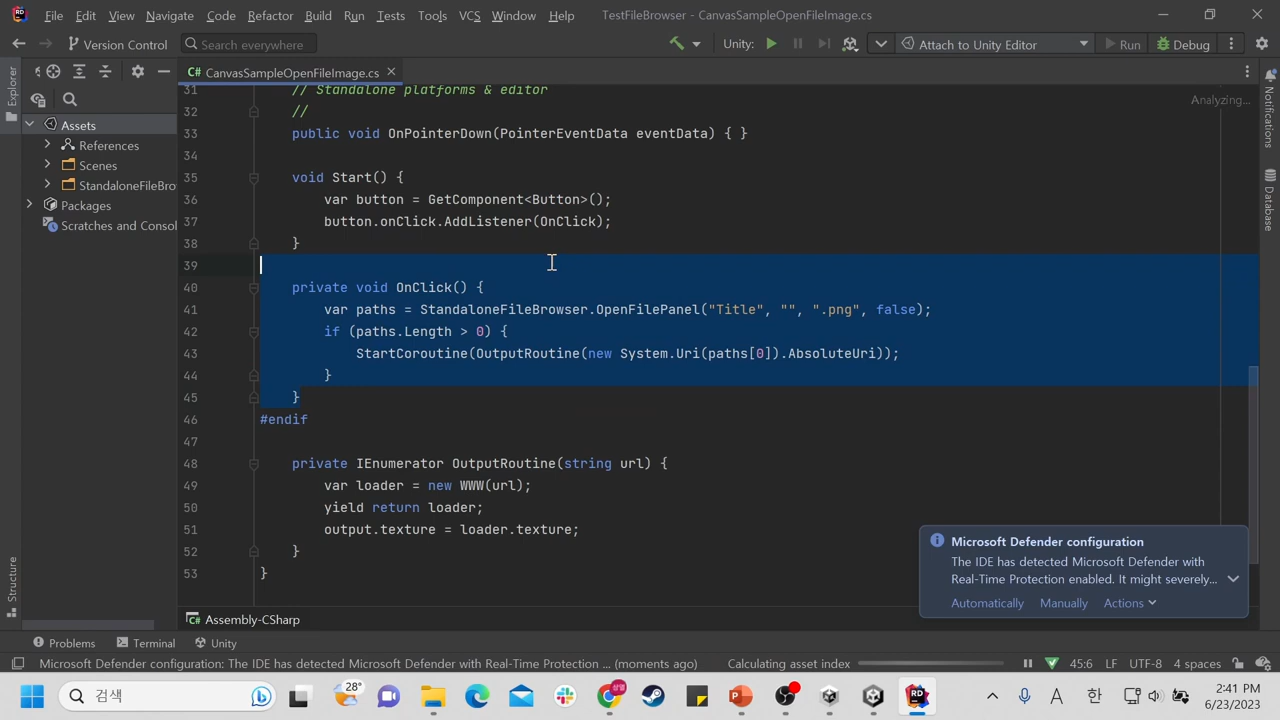 File Edit View Navigate Code Refactor Build Run Tests Tools VCS Window Help TestFileBrowser - CanvasSampleOpenFileImage.cs
Version Control Search everywhere Unity: Attach to Unity Editor Run Debug
Explorer
C# CanvasSampleOpenFileImage.cs
Notifications
Analyzing...
Assets
References
Scenes
StandaloneFileBro
Packages
Scratches and Consol
Database
31 // Standalone platforms & editor
32 //
33 public void OnPointerDown(PointerEventData eventData) { }
34
35 void Start() {
36 var button = GetComponent<Button>();
37 button.onClick.AddListener(OnClick);
38 }
39
40 private void OnClick() {
41 var paths = StandaloneFileBrowser.OpenFilePanel("Title", "", ".png", false);
42 if (paths.Length > 0) {
43 StartCoroutine(OutputRoutine(new System.Uri(paths[0]).AbsoluteUri));
44 }
45 }
46 #endif
47
48 private IEnumerator OutputRoutine(string url) {
49 var loader = new WWW(url);
50 yield return loader;
51 output.texture = loader.texture;
52 }
53 }
Microsoft Defender configuration
The IDE has detected Microsoft Defender with
Real-Time Protection enabled. It might severely...
Automatically Manually Actions
Structure
C# Assembly-CSharp
Problems Terminal Unity
Microsoft Defender configuration: The IDE has detected Microsoft Defender with Real-Time Protection ... (moments ago) Calculating asset index 45:6 LF UTF-8 4 spaces
검색 28° RD A 한 2:41 PM
6/23/2023